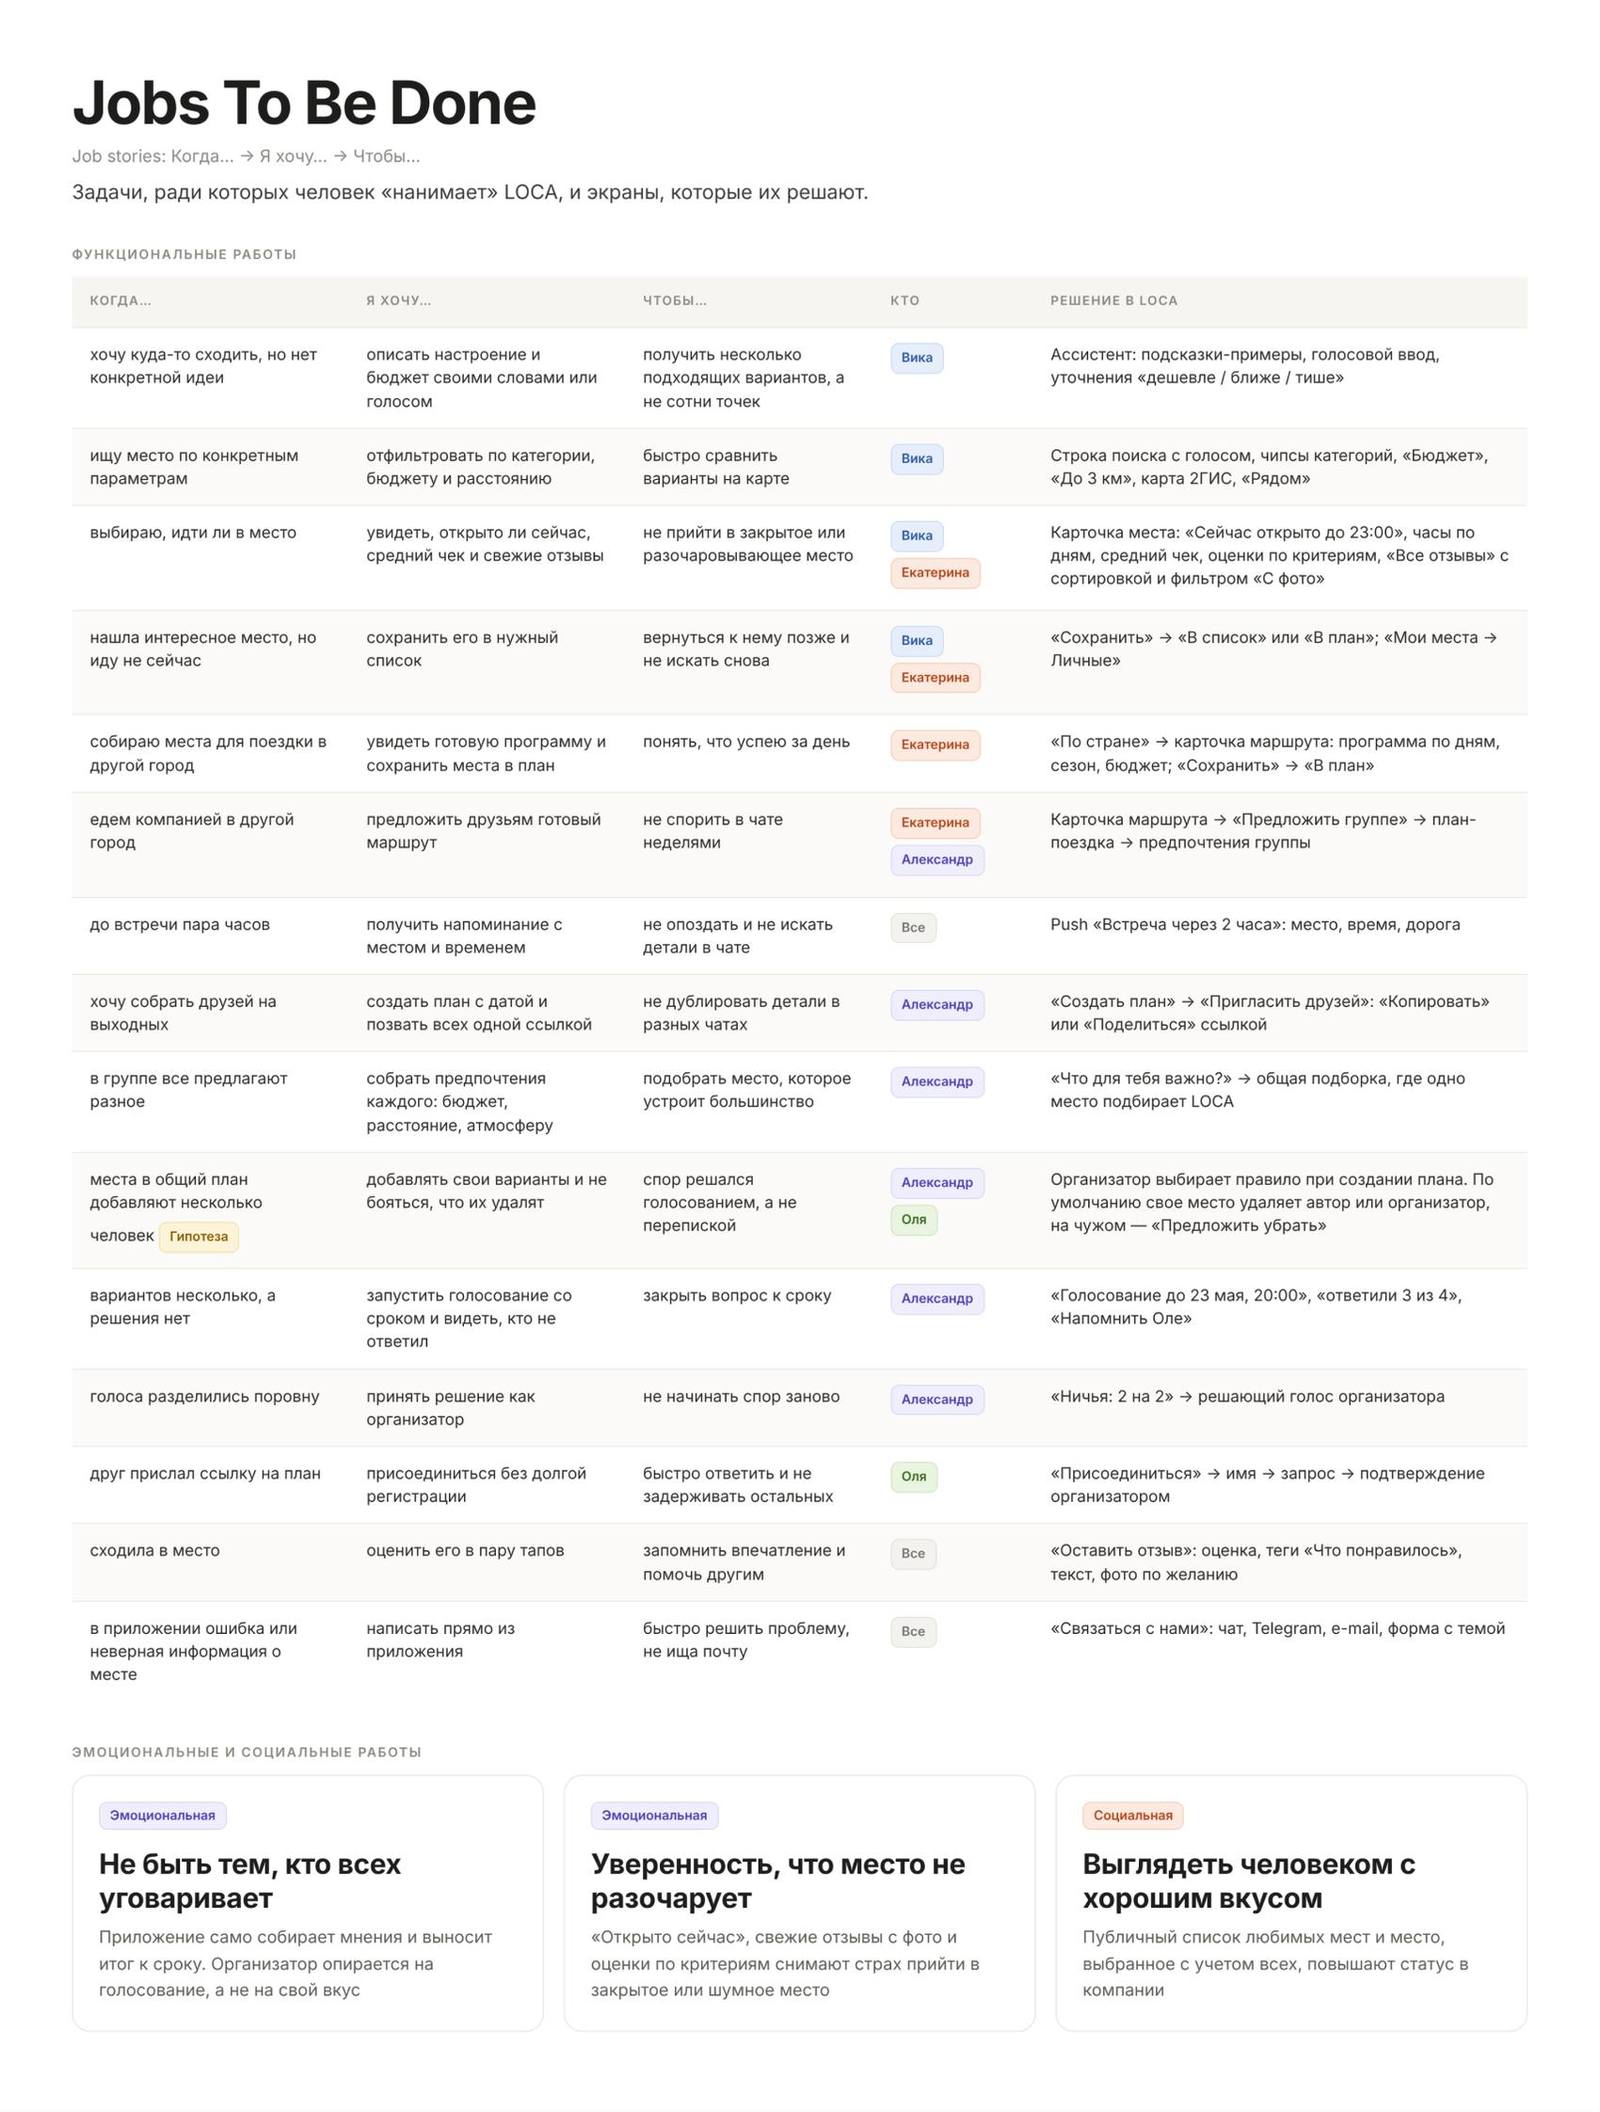 Jobs To Be Done
Job stories: Когда... → Я хочу... → Чтобы...
Задачи, ради которых человек «нанимает» LOCA, и экраны, которые их решают.
ФУНКЦИОНАЛЬНЫЕ РАБОТЫ
КОГДА...
Я ХОЧУ...
ЧТОБЫ...
КТО
РЕШЕНИЕ В LOCA
хочу куда-то сходить, но нет
конкретной идеи
описать настроение и
бюджет своими словами или
голосом
получить несколько
подходящих вариантов, а
не сотни точек
Вика
Ассистент: подсказки-примеры, голосовой ввод,
уточнения «дешевле / ближе / тише»
ищу место по конкретным
параметрам
отфильтровать по категории,
бюджету и расстоянию
быстро сравнить
варианты на карте
Вика
Строка поиска с голосом, чипсы категорий, «Бюджет»,
«До 3 км», карта 2ГИС, «Рядом»
выбираю, идти ли в место
увидеть, открыто ли сейчас,
средний чек и свежие отзывы
не прийти в закрытое или
разочаровывающее место
Вика
Екатерина
Карточка места: «Сейчас открыто до 23:00», часы по
дням, средний чек, оценки по критериям, «Все отзывы» с
сортировкой и фильтром «С фото»
нашла интересное место, но
иду не сейчас
сохранить его в нужный
список
вернуться к нему позже и
не искать снова
Вика
Екатерина
«Сохранить» → «В список» или «В план»; «Мои места →
Личные»
собираю места для поездки в
другой город
увидеть готовую программу и
сохранить места в план
понять, что успею за день
Екатерина
«По стране» → карточка маршрута: программа по дням,
сезон, бюджет; «Сохранить» → «В план»
едем компанией в другой
город
предложить друзьям готовый
маршрут
не спорить в чате
неделями
Екатерина
Александр
Карточка маршрута → «Предложить группе» → план-
поездка → предпочтения группы
до встречи пара часов
получить напоминание с
местом и временем
не опоздать и не искать
детали в чате
Все
Push «Встреча через 2 часа»: место, время, дорога
хочу собрать друзей на
выходных
создать план с датой и
позвать всех одной ссылкой
не дублировать детали в
разных чатах
Александр
«Создать план» → «Пригласить друзей»: «Копировать»
или «Поделиться» ссылкой
в группе все предлагают
разное
собрать предпочтения
каждого: бюджет,
расстояние, атмосферу
подобрать место, которое
устроит большинство
Александр
«Что для тебя важно?» → общая подборка, где одно
место подбирает LOCA
места в общий план
добавляют несколько
человек Гипотеза
добавлять свои варианты и не
бояться, что их удалят
спор решался
голосованием, а не
перепиской
Александр
Оля
Организатор выбирает правило при создании плана. По
умолчанию свое место удаляет автор или организатор,
на чужом — «Предложить убрать»
вариантов несколько, а
решения нет
запустить голосование со
сроком и видеть, кто не
ответил
закрыть вопрос к сроку
Александр
«Голосование до 23 мая, 20:00», «ответили 3 из 4»,
«Напомнить Оле»
голоса разделились поровну
принять решение как
организатор
не начинать спор заново
Александр
«Ничья: 2 на 2» → решающий голос организатора
друг прислал ссылку на план
присоединиться без долгой
регистрации
быстро ответить и не
задерживать остальных
Оля
«Присоединиться» → имя → запрос → подтверждение
организатором
сходила в место
оценить его в пару тапов
запомнить впечатление и
помочь другим
Все
«Оставить отзыв»: оценка, теги «Что понравилось»,
текст, фото по желанию
в приложении ошибка или
неверная информация о
месте
написать прямо из
приложения
быстро решить проблему,
не ища почту
Все
«Связаться с нами»: чат, Telegram, e-mail, форма с темой
ЭМОЦИОНАЛЬНЫЕ И СОЦИАЛЬНЫЕ РАБОТЫ
Эмоциональная
Не быть тем, кто всех
уговаривает
Приложение само собирает мнения и выносит
итог к сроку. Организатор опирается на
голосование, а не на свой вкус
Эмоциональная
Уверенность, что место не
разочарует
«Открыто сейчас», свежие отзывы с фото и
оценки по критериям снимают страх прийти в
закрытое или шумное место
Социальная
Выглядеть человеком с
хорошим вкусом
Публичный список любимых мест и место,
выбранное с учетом всех, повышают статус в
компании